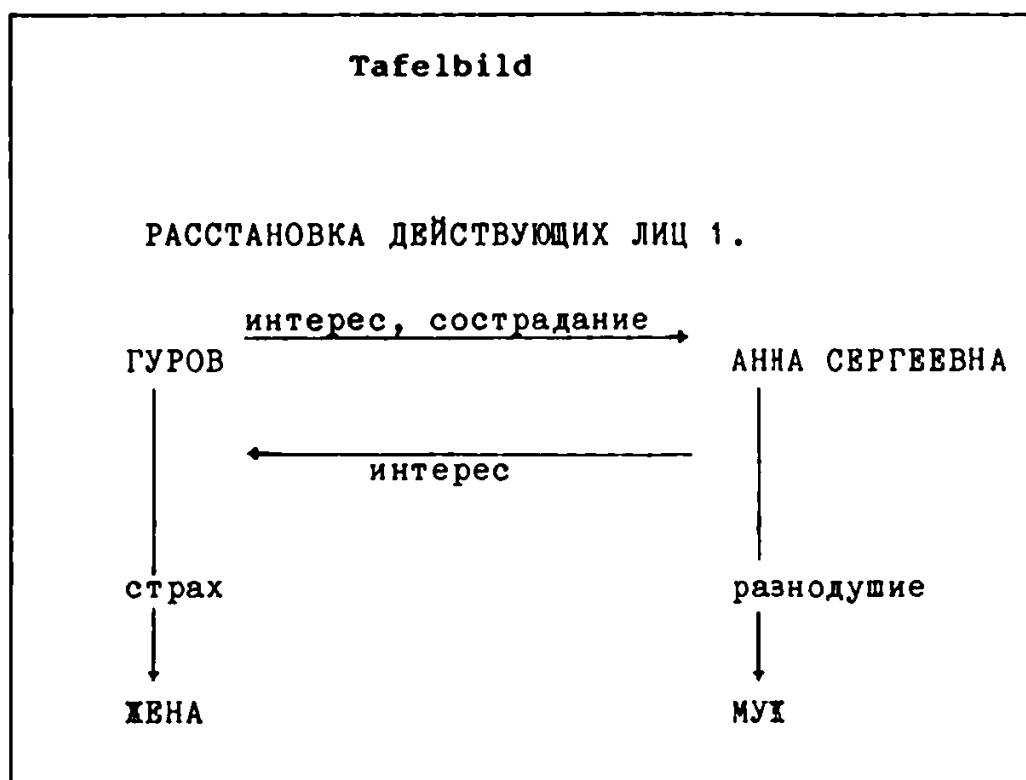 Tafelbild
РАССТАНОВКА ДЕЙСТВУЮЩИХ ЛИЦ 1.
интерес, сострадание
ГУРОВ АННА СЕРГЕЕВНА
интерес
страх разнодушие
ЖЕНА МУЖ